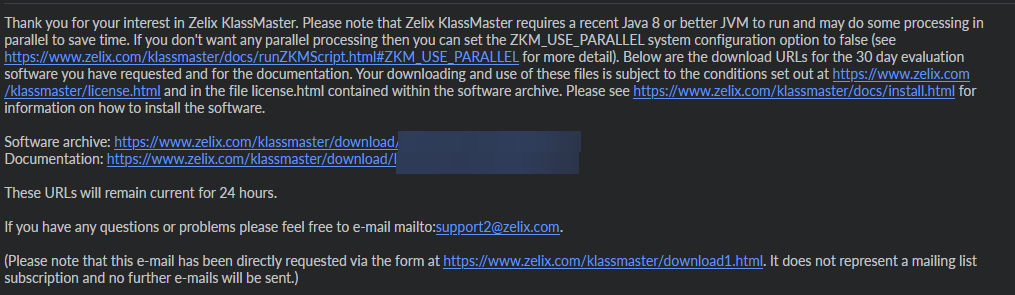 Thank you for your interest in Zelix KlassMaster. Please note that Zelix KlassMaster requires a recent Java 8 or better JVM to run and may do some processing in
parallel to save time. If you don't want any parallel processing then you can set the ZKM_USE_PARALLEL system configuration option to false (see
https://www.zelix.com/klassmaster/docs/runZKMScript.html#ZKM_USE_PARALLEL for more detail). Below are the download URLs for the 30 day evaluation
software you have requested and for the documentation. Your downloading and use of these files is subject to the conditions set out at https://www.zelix.com
/klassmaster/license.html and in the file license.html contained within the software archive. Please see https://www.zelix.com/klassmaster/docs/install.html for
information on how to install the software.
Software archive: https://www.zelix.com/klassmaster/download/
Documentation: https://www.zelix.com/klassmaster/download/
These URLs will remain current for 24 hours.
If you have any questions or problems please feel free to e-mail mailto:support2@zelix.com.
(Please note that this e-mail has been directly requested via the form at https://www.zelix.com/klassmaster/download1.html. It does not represent a mailing list
subscription and no further e-mails will be sent.)